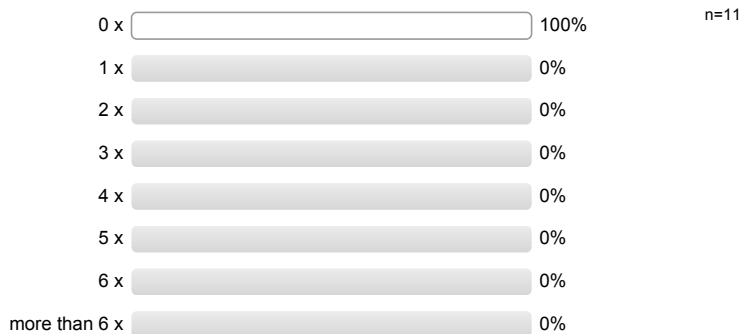 0 x 100% n=11
1 x 0%
2 x 0%
3 x 0%
4 x 0%
5 x 0%
6 x 0%
more than 6 x 0%